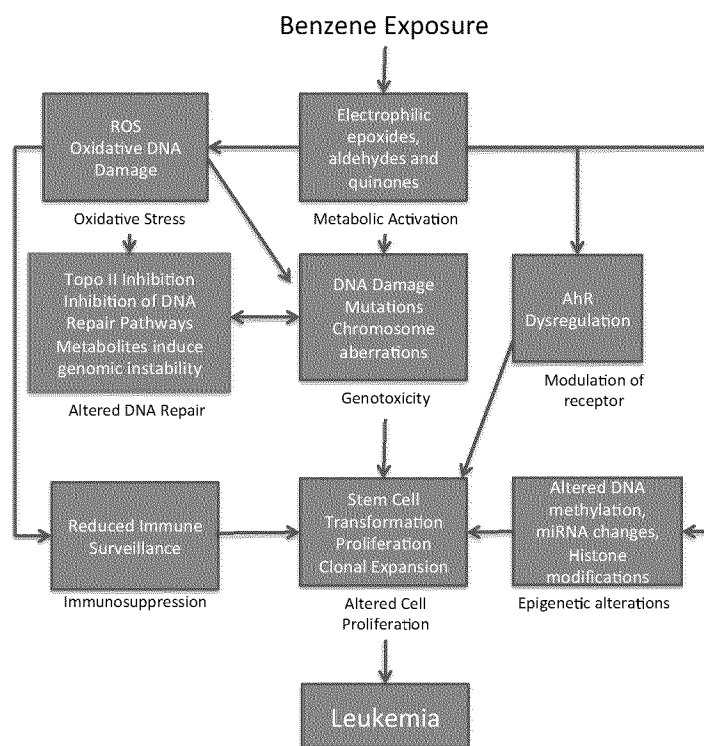 Benzene Exposure
ROS
Oxidative DNA
Damage
Oxidative Stress
Electrophilic
epoxides,
aldehydes and
quinones
Metabolic Activation
Topo II Inhibition
Inhibition of DNA
Repair Pathways
Metabolites induce
genomic instability
Altered DNA Repair
DNA Damage
Mutations
Chromosome
aberrations
Genotoxicity
AhR
Dysregulation
Modulation of
receptor
Reduced Immune
Surveillance
Immunosuppression
Stem Cell
Transformation
Proliferation
Clonal Expansion
Altered Cell
Proliferation
Altered DNA
methylation,
miRNA changes,
Histone
modifications
Epigenetic alterations
Leukemia